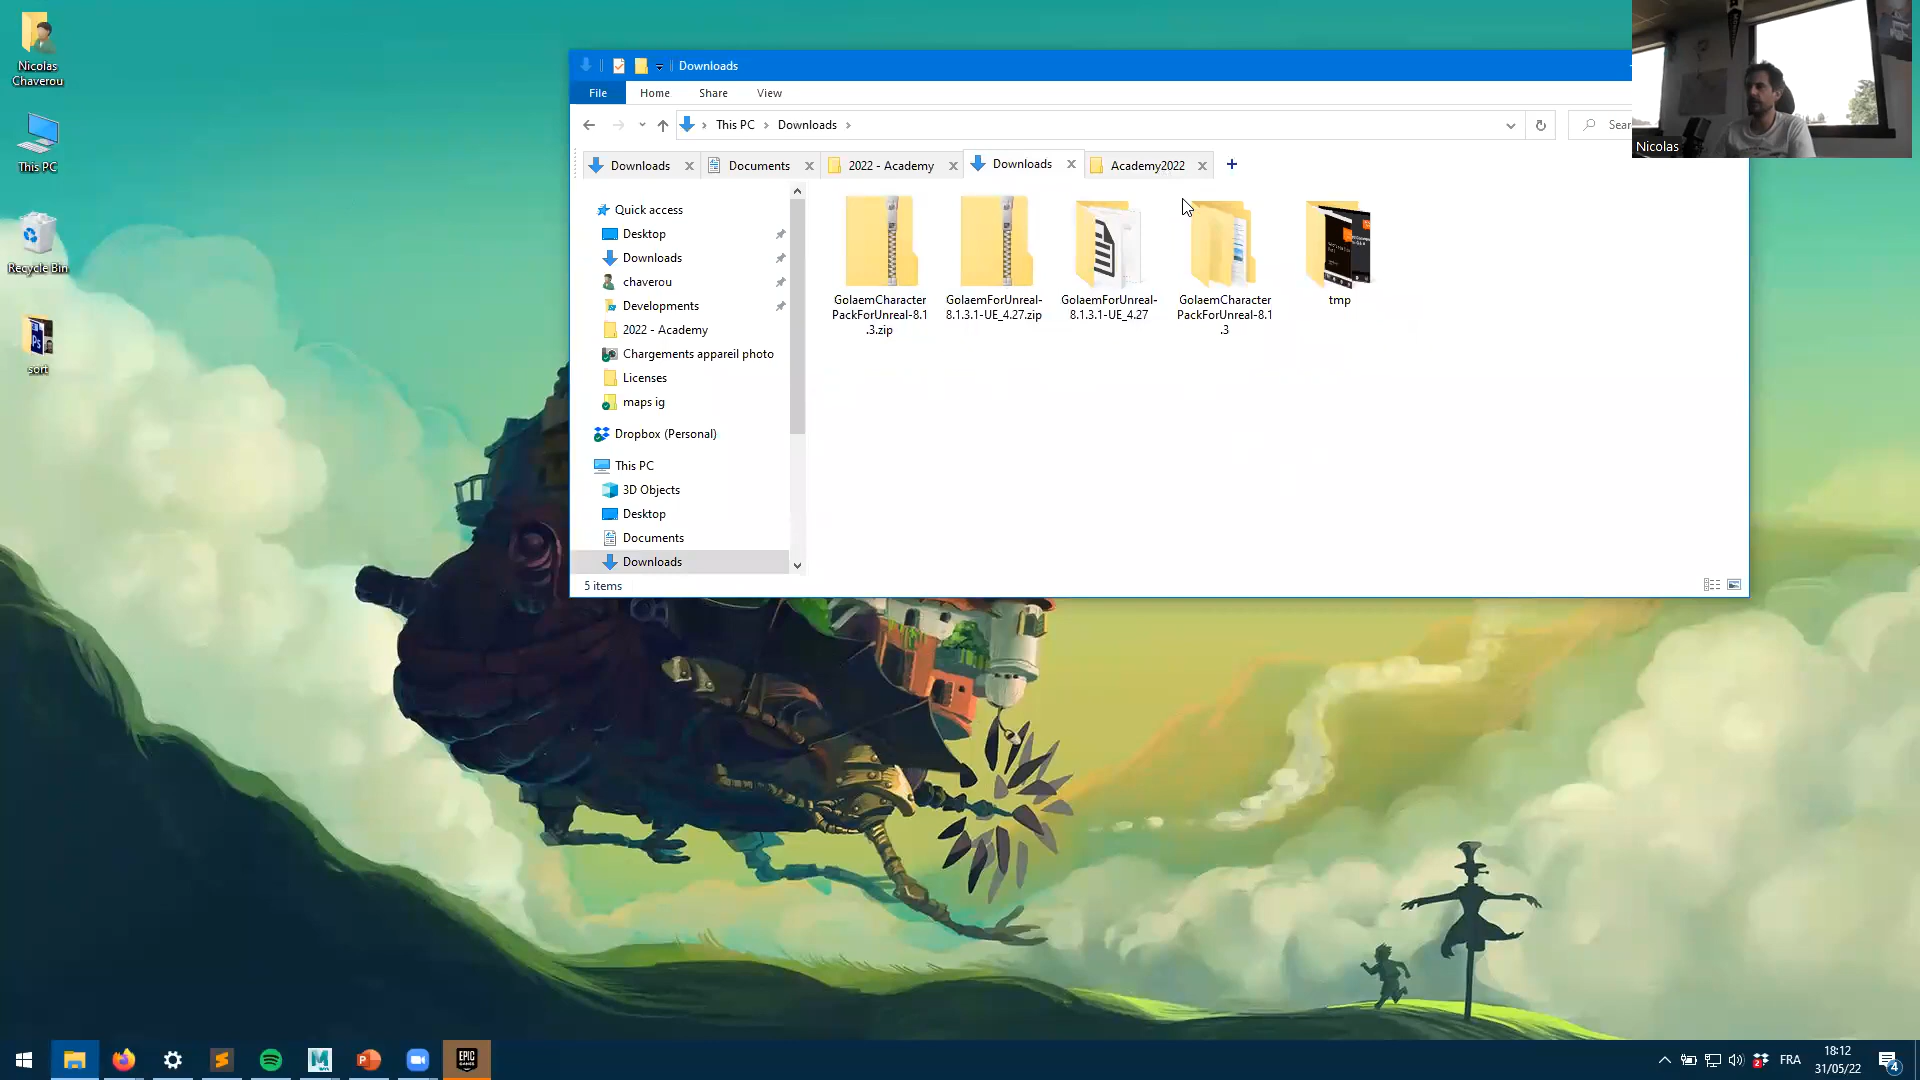 Nicolas
Chaverou
This PC
Recycle Bin
sort
Downloads
File
Home
Share
View
This PC
Downloads
Sear
Nicolas
Downloads
Documents
2022 - Academy
Downloads
Academy2022
Quick access
Desktop
Downloads
chaverou
Developments
2022 - Academy
Chargements appareil photo
Licenses
maps ig
Dropbox (Personal)
This PC
3D Objects
Desktop
Documents
Downloads
GolaemCharacter
PackForUnreal-8.1
.3.zip
GolaemForUnreal-
8.1.3.1-UE_4.27.zip
GolaemForUnreal-
8.1.3.1-UE_4.27
GolaemCharacter
PackForUnreal-8.1
.3
tmp
5 items
EPIC
GAMES
FRA
18:12
31/05/22
4